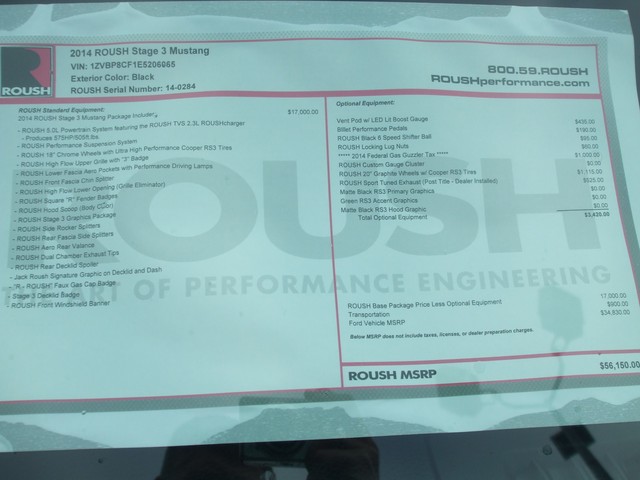 ROUSH
2014 ROUSH Stage 3 Mustang
VIN: 1ZVBP8CF1E5206865
Exterior Color: Black
ROUSH Serial Number: 14-0284
800.59.ROUSH
ROUSHperformance.com
ROUSH Standard Equipment:
2014 ROUSH Stage 3 Mustang Package Includes: $17,000.00
- ROUSH 5.0L Powertrain System featuring the ROUSH TVS 2.3L ROUSHcharger
- Produces 575HP/505ft.lbs.
- ROUSH Performance Suspension System
- ROUSH 18" Chrome Wheels with Ultra High Performance Cooper RS3 Tires
- ROUSH High Flow Upper Grille with "3" Badge
- ROUSH Lower Fascia Aero Pockets with Performance Driving Lamps
- ROUSH Front Fascia Chin Splitter
- ROUSH High Flow Lower Opening (Grille Eliminator)
- ROUSH Square "R" Fender Badges
- ROUSH Hood Scoop (Body Color)
- ROUSH Stage 3 Graphics Package
- ROUSH Side Rocker Splitters
- ROUSH Rear Fascia Side Splitters
- ROUSH Aero Rear Valance
- ROUSH Dual Chamber Exhaust Tips
- ROUSH Rear Decklid Spoiler
- Jack Roush Signature Graphic on Decklid and Dash
- "R - ROUSH" Faux Gas Cap Badge
- Stage 3 Decklid Badge
- ROUSH Front Windshield Banner
Optional Equipment:
Vent Pod w/ LED Lit Boost Gauge $435.00
Billet Performance Pedals $190.00
ROUSH Black 6 Speed Shifter Ball
ROUSH Locking Lug Nuts
***** 2014 Federal Gas Guzzler Tax ***** $1,000.00
ROUSH Custom Gauge Cluster $0.00
ROUSH 20" Graphite Wheels w/ Cooper RS3 Tires $1,115.00
ROUSH Sport Tuned Exhaust (Post Title - Dealer Installed) $525.00
Matte Black RS3 Primary Graphics $0.00
Green RS3 Accent Graphics $0.00
Matte Black RS3 Hood Graphic $0.00
Total Optional Equipment $3,420.00
ROUSH
ART OF PERFORMANCE ENGINEERING
ROUSH Base Package Price Less Optional Equipment 17,000.00
Transportation $900.00
Ford Vehicle MSRP $34,830.00
Below MSRP does not include taxes, licenses, or dealer preparation charges.
ROUSH MSRP $56,150.00